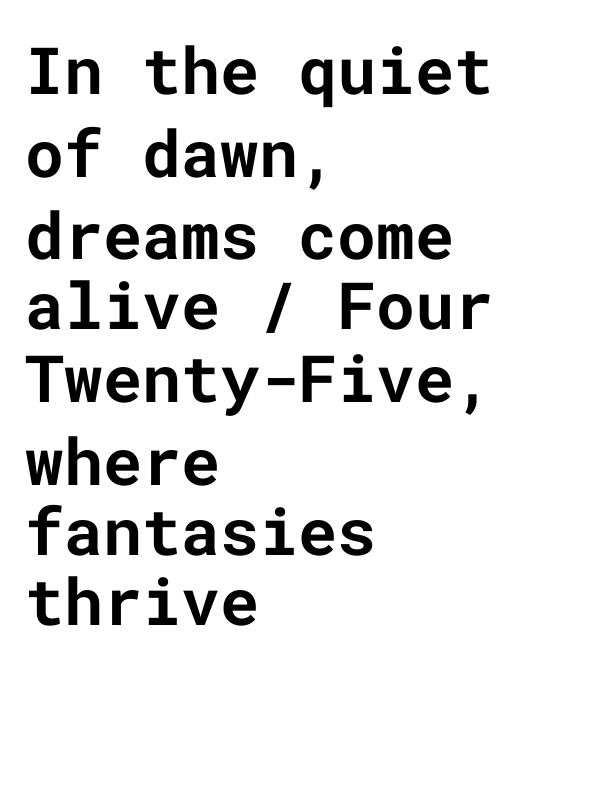 In the quiet
of dawn,
dreams come
alive / Four
Twenty-Five,
where
fantasies
thrive